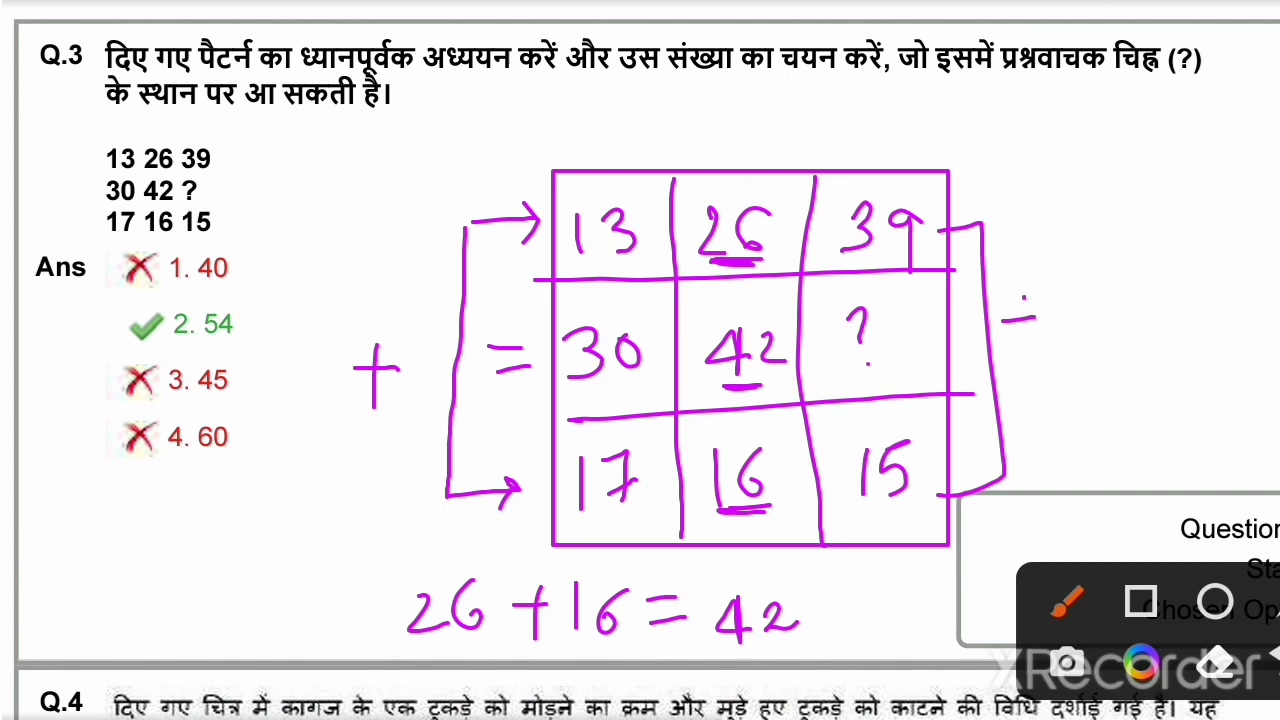 Q.3 दिए गए पैटर्न का ध्यानपूर्वक अध्ययन करें और उस संख्या का चयन करें, जो इसमें प्रश्नवाचक चिह्न (?)
के स्थान पर आ सकती है।
13 26 39
30 42 ?
17 16 15
Ans 1. 40
2. 54
3. 45
4. 60
13 26 39
+ = 30 42 ? ÷
17 16 15
26 + 16 = 42
Question
Sta
Chosen Op
XRecorder
Q.4 दिए गए चित्र में कागज के एक टुकड़े को मोड़ने का क्रम और मुड़े हुए टुकड़े को काटने की विधि दर्शाई गई है। यह